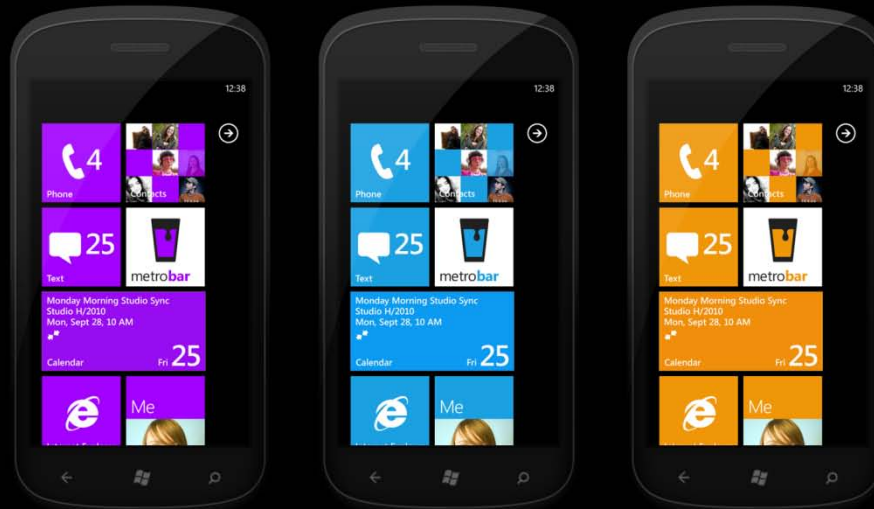 12:38
4
Phone
Contacts
25
Text
metrobar
Monday Morning Studio Sync
Studio H/2010
Mon, Sept 28, 10 AM
Calendar
Fri 25
Me
12:38
4
Phone
Contacts
25
Text
metrobar
Monday Morning Studio Sync
Studio H/2010
Mon, Sept 28, 10 AM
Calendar
Fri 25
Me
12:38
4
Phone
Contacts
25
Text
metrobar
Monday Morning Studio Sync
Studio H/2010
Mon, Sept 28, 10 AM
Calendar
Fri 25
Me